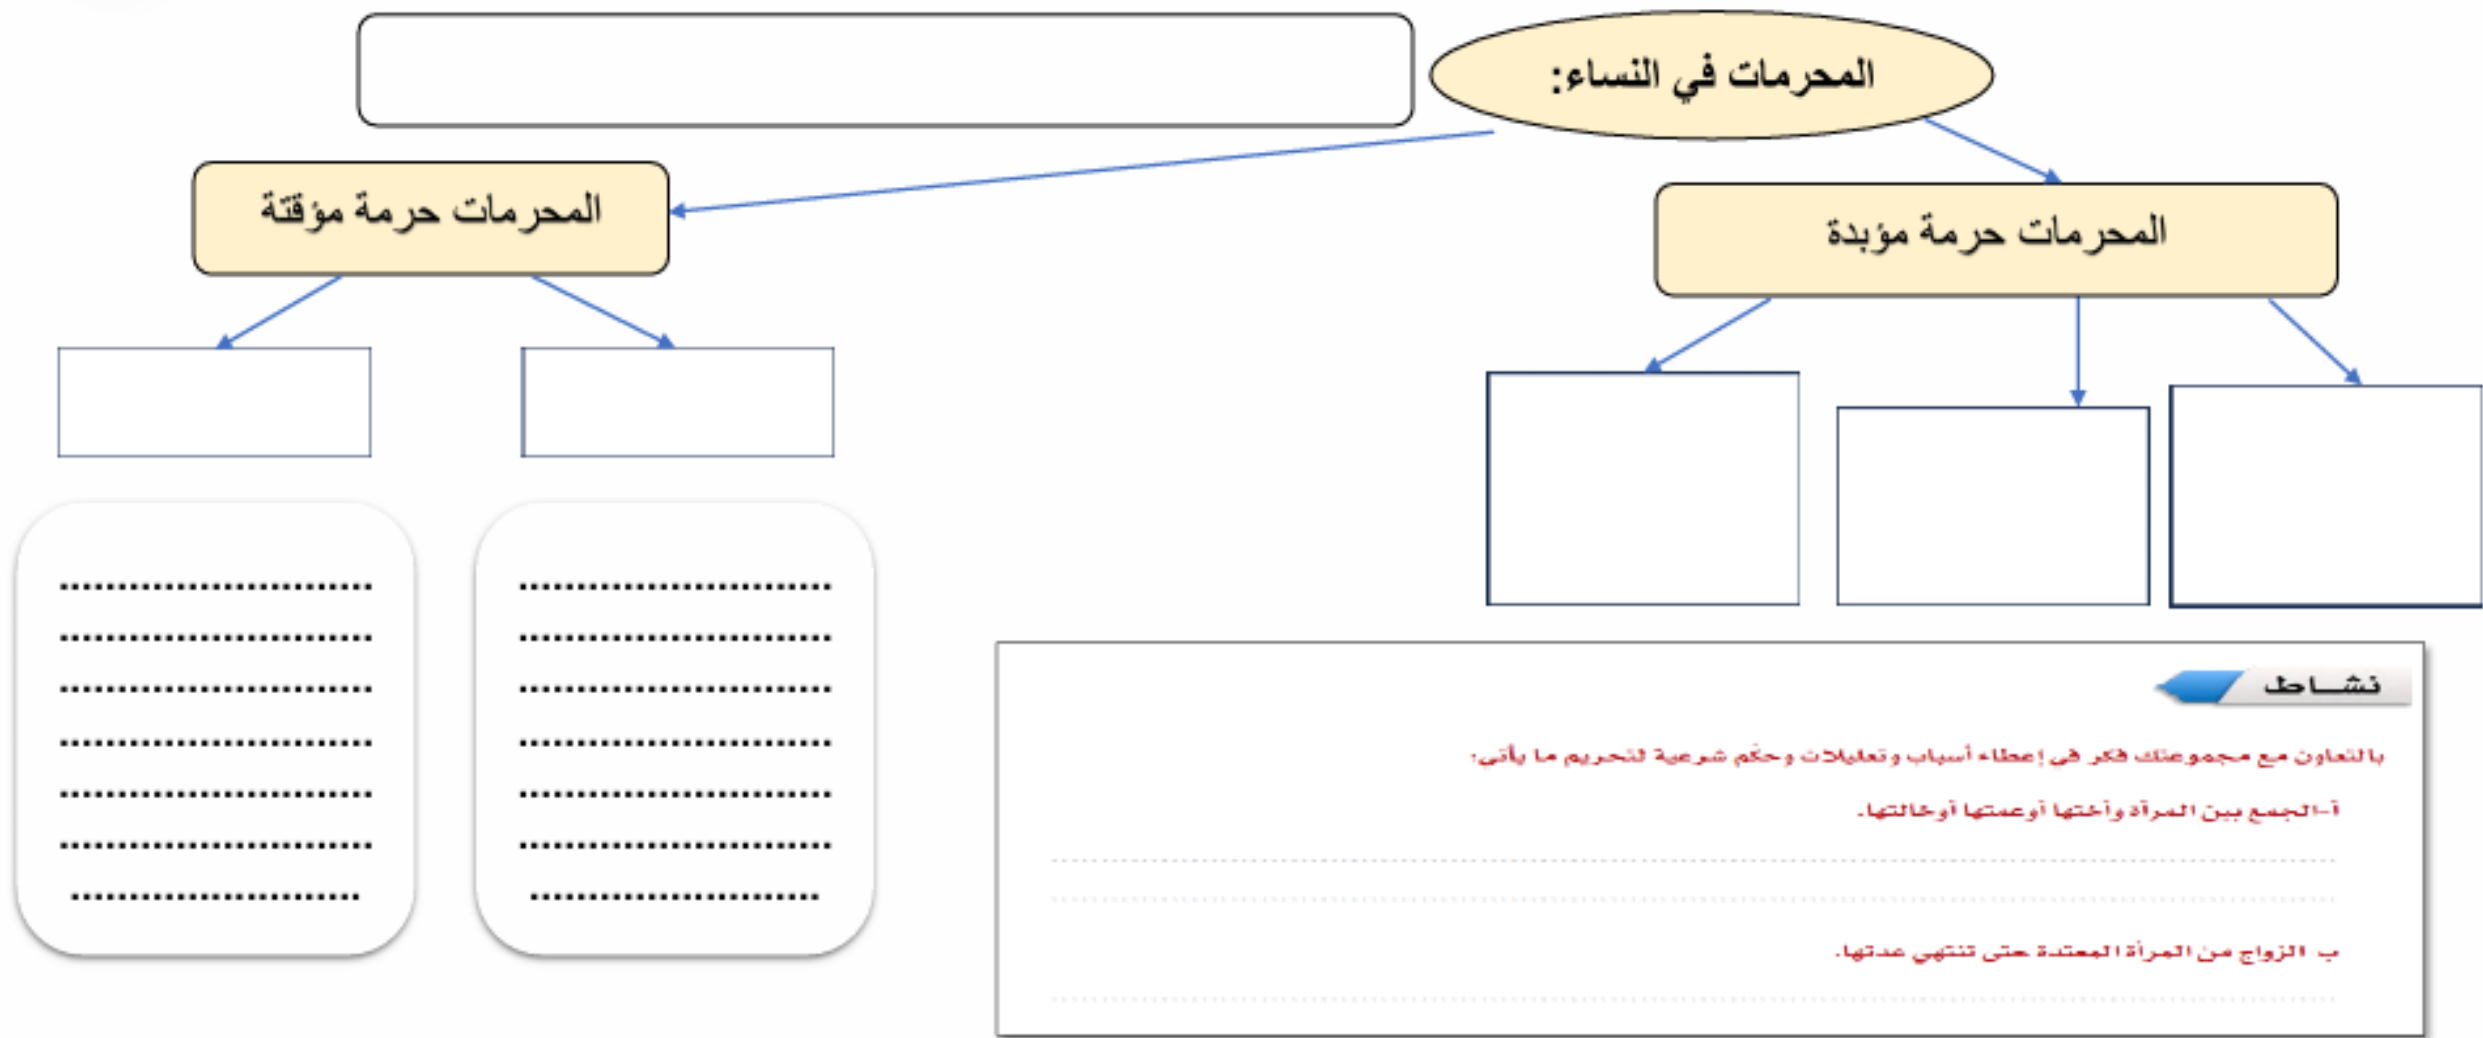 المحرمات في النساء:
المحرمات حرمة مؤبدة
المحرمات حرمة مؤقتة
نشـــاط
بالتعاون مع مجموعتك فكر في إعطاء أسباب وتعليلات وحكم شرعية لتحريم ما يأتي:
أ-الجمع بين المرأة وأختها أوعمتها أوخالتها.
ب الزواج من المرأة المعتدة حتى تنتهي عدتها.